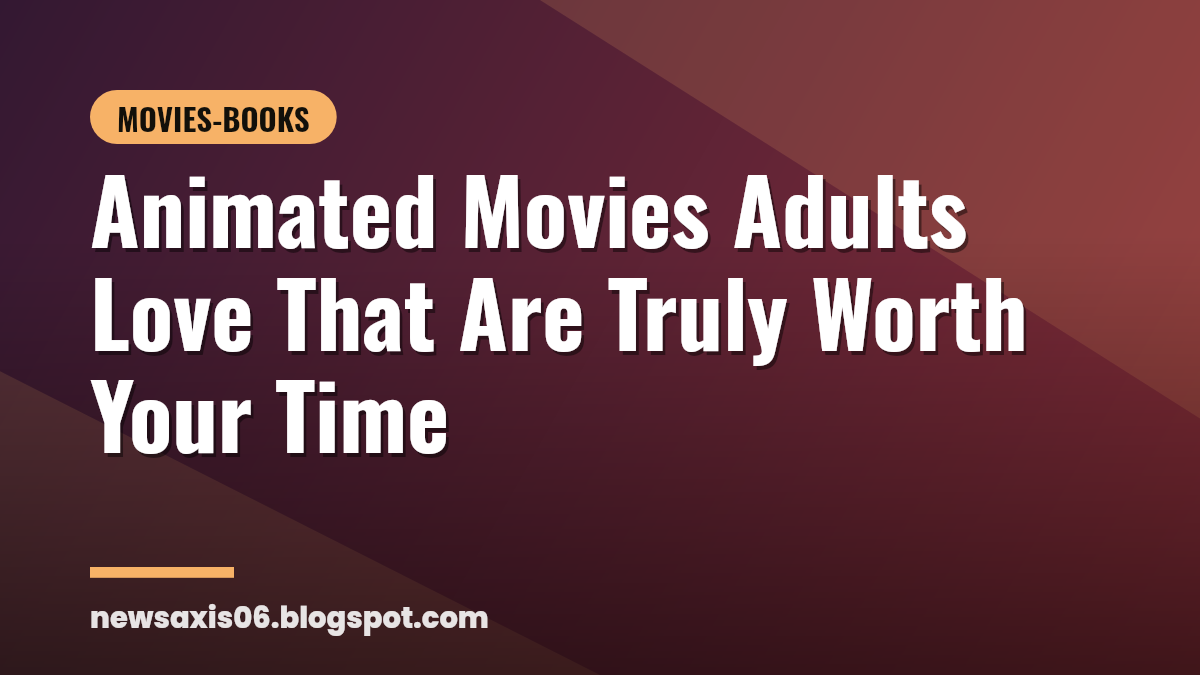 MOVIES-BOOKS
Animated Movies Adults
Love That Are Truly Worth
Your Time
newsaxis06.blogspot.com